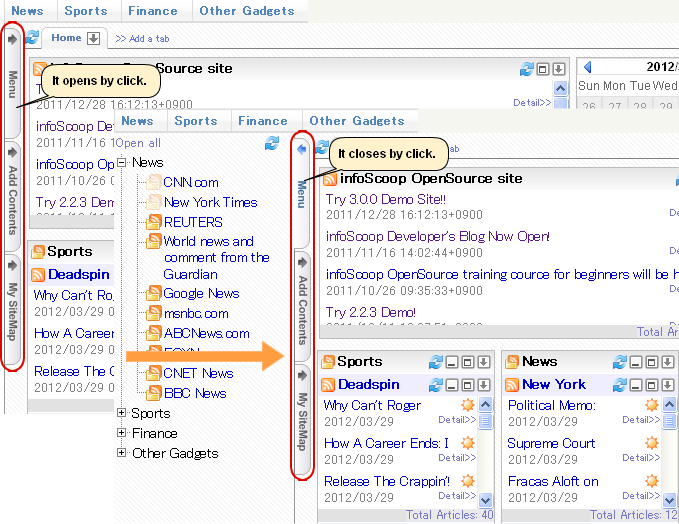 News Sports Finance Other Gadgets
Home >> Add a tab
Menu
Add Contents
My SiteMap
It opens by click.
Source site
2011/12/28 16:12:13+0900
Detail>>
infoScoop De
2011/11/16 1
infoScoop Op
2011/10/26 0
Try 2.2.3 Demo
Sports
Deadspin
Why Can't Rog
2012/03/29 0
How A Career
2012/03/29 0
Release The C
2012/03/29 0
2012/
Sun Mon Tue Wed
26 27 28 29
News Sports Finance Other Gadgets
Open all
News
CNN.com
New York Times
REUTERS
World news and
comment from the
Guardian
Google News
msnbc.com
ABCNews.com
CNET News
BBC News
Sports
Finance
Other Gadgets
Menu
Add Contents
My SiteMap
It closes by click.
tab
infoScoop OpenSource site
Try 3.0.0 Demo Site!!
2011/12/28 16:12:13+0900
infoScoop Developer's Blog Now Open!
2011/11/16 14:02:44+0900
infoScoop OpenSource training cource for beginners will be h
2011/10/26 09:35:33+0900
Try 2.2.3 Demo!
Total Articles:
Sports
Deadspin
Why Can't Roger
2012/03/29 Detail>>
How A Career Ends: I
2012/03/29 Detail>>
Release The Crappin'!
2012/03/29 Detail>>
Total Articles: 40
News
New York
Political Memo:
2012/03/29 Detail>>
Supreme Court
2012/03/29 Detail>>
Fracas Aloft on
2012/03/29 Detail>>
Total Articles: 12